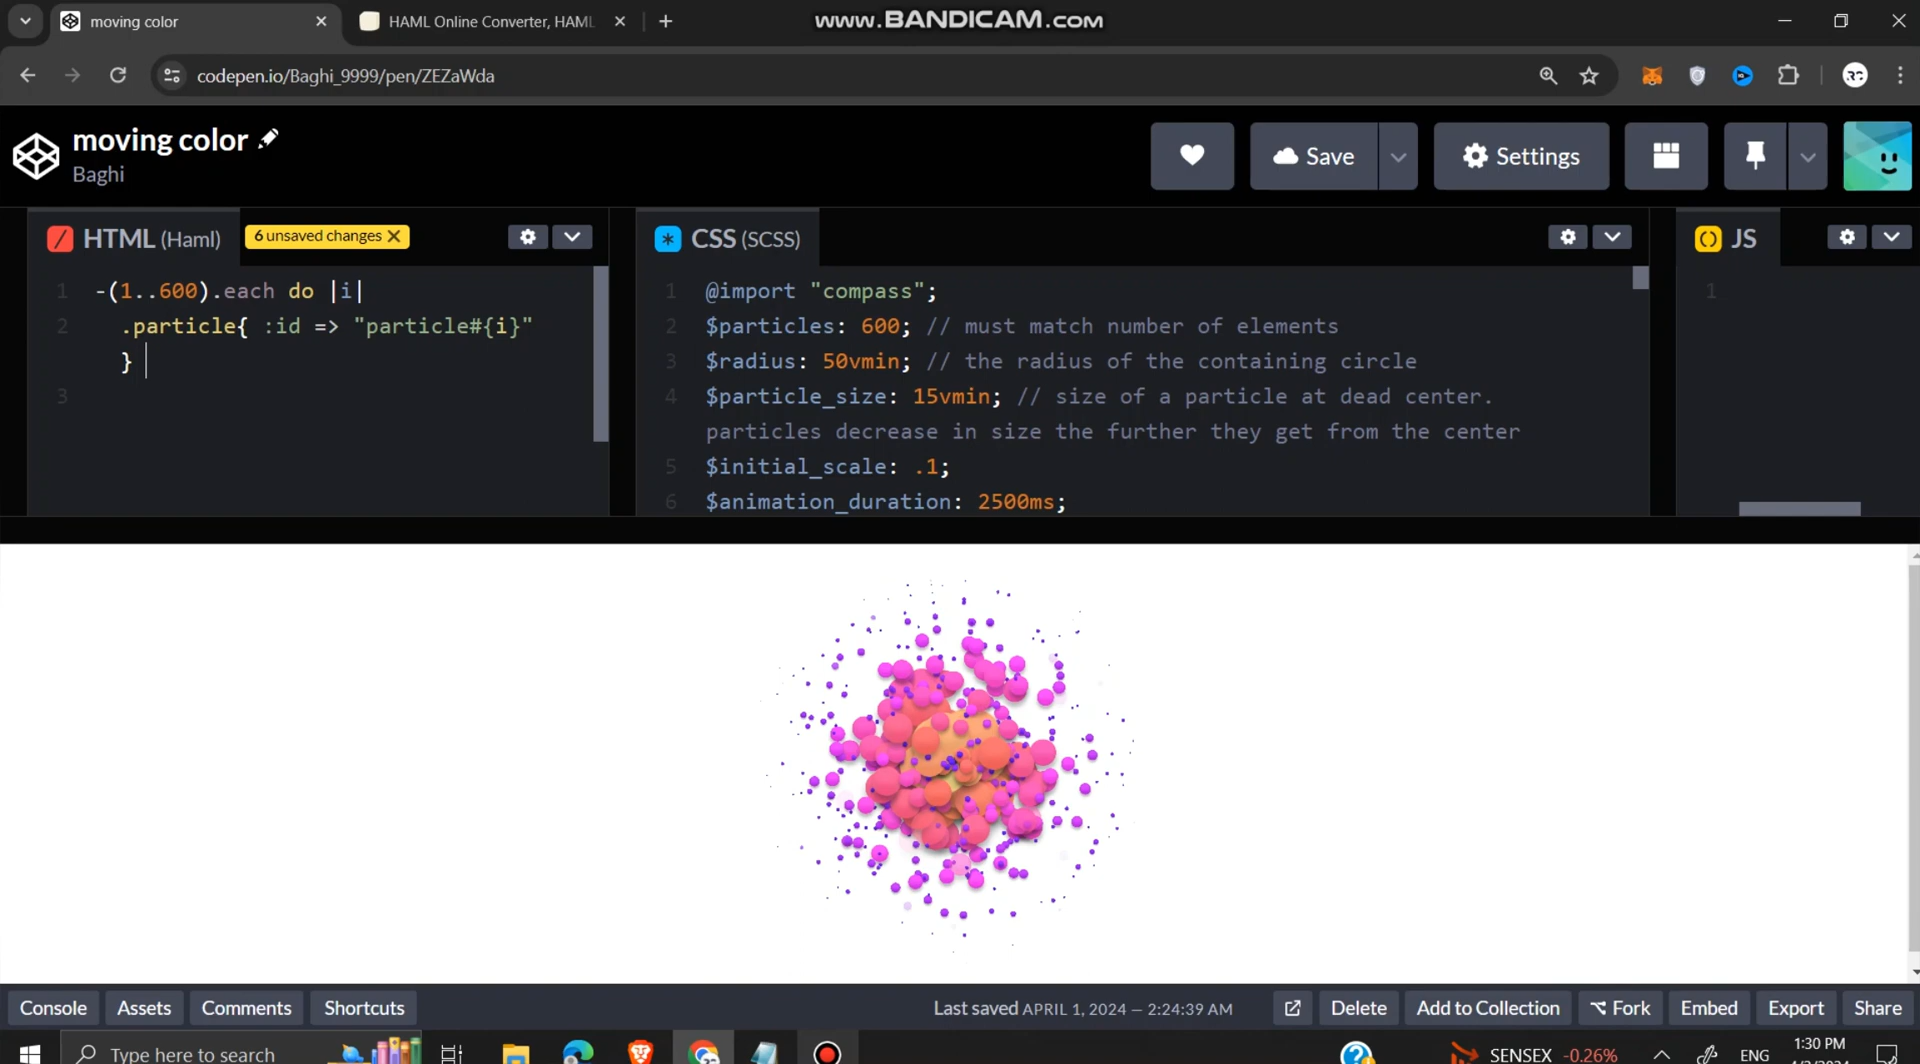 moving color
HAML Online Converter, HAML
www.BANDICAM.com
codepen.io/Baghi_9999/pen/ZEZaWda
RC
moving color
Baghi
Save
Settings
HTML (Haml)
6 unsaved changes
CSS (SCSS)
JS
1 -(1..600).each do |i|
2 .particle{ :id => "particle#{i}"
}
3
1 @import "compass";
2 $particles: 600; // must match number of elements
3 $radius: 50vmin; // the radius of the containing circle
4 $particle_size: 15vmin; // size of a particle at dead center.
particles decrease in size the further they get from the center
5 $initial_scale: .1;
6 $animation_duration: 2500ms;
1
Console
Assets
Comments
Shortcuts
Last saved APRIL 1, 2024 — 2:24:39 AM
Delete
Add to Collection
Fork
Embed
Export
Share
Type here to search
SENSEX -0.26%
ENG
1:30 PM